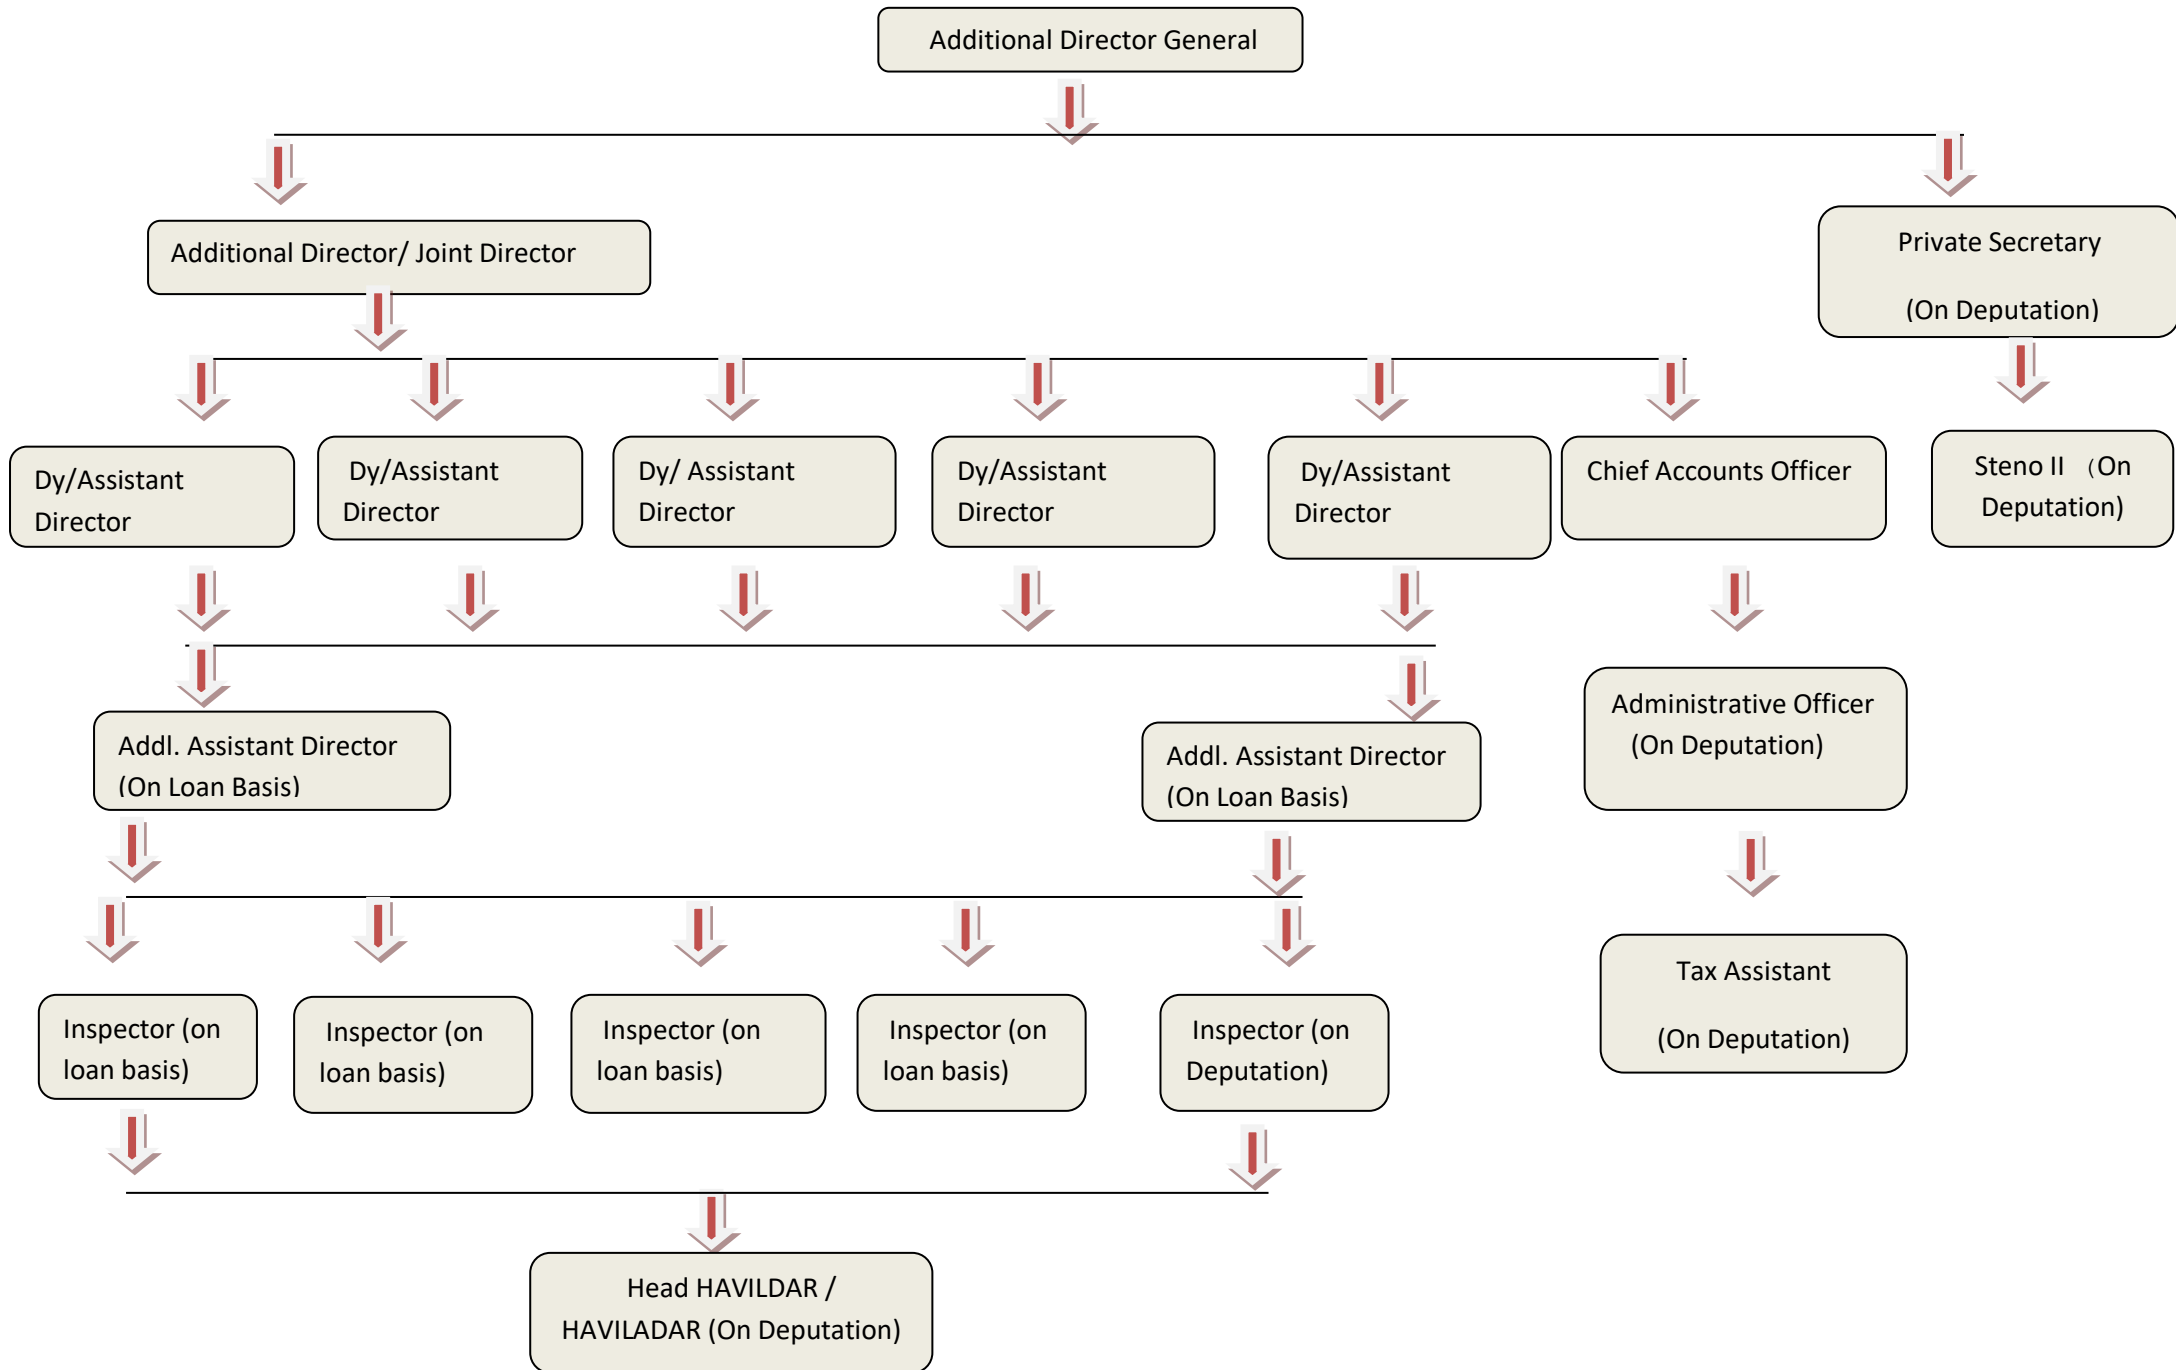 Additional Director General
Additional Director/ Joint Director
Private Secretary
(On Deputation)
Dy/Assistant
Director
Dy/Assistant
Director
Dy/ Assistant
Director
Dy/Assistant
Director
Dy/Assistant
Director
Chief Accounts Officer
Steno II （On
Deputation)
Addl. Assistant Director
(On Loan Basis)
Addl. Assistant Director
(On Loan Basis)
Administrative Officer
(On Deputation)
Inspector (on
loan basis)
Inspector (on
loan basis)
Inspector (on
loan basis)
Inspector (on
loan basis)
Inspector (on
Deputation)
Tax Assistant
(On Deputation)
Head HAVILDAR /
HAVILADAR (On Deputation)